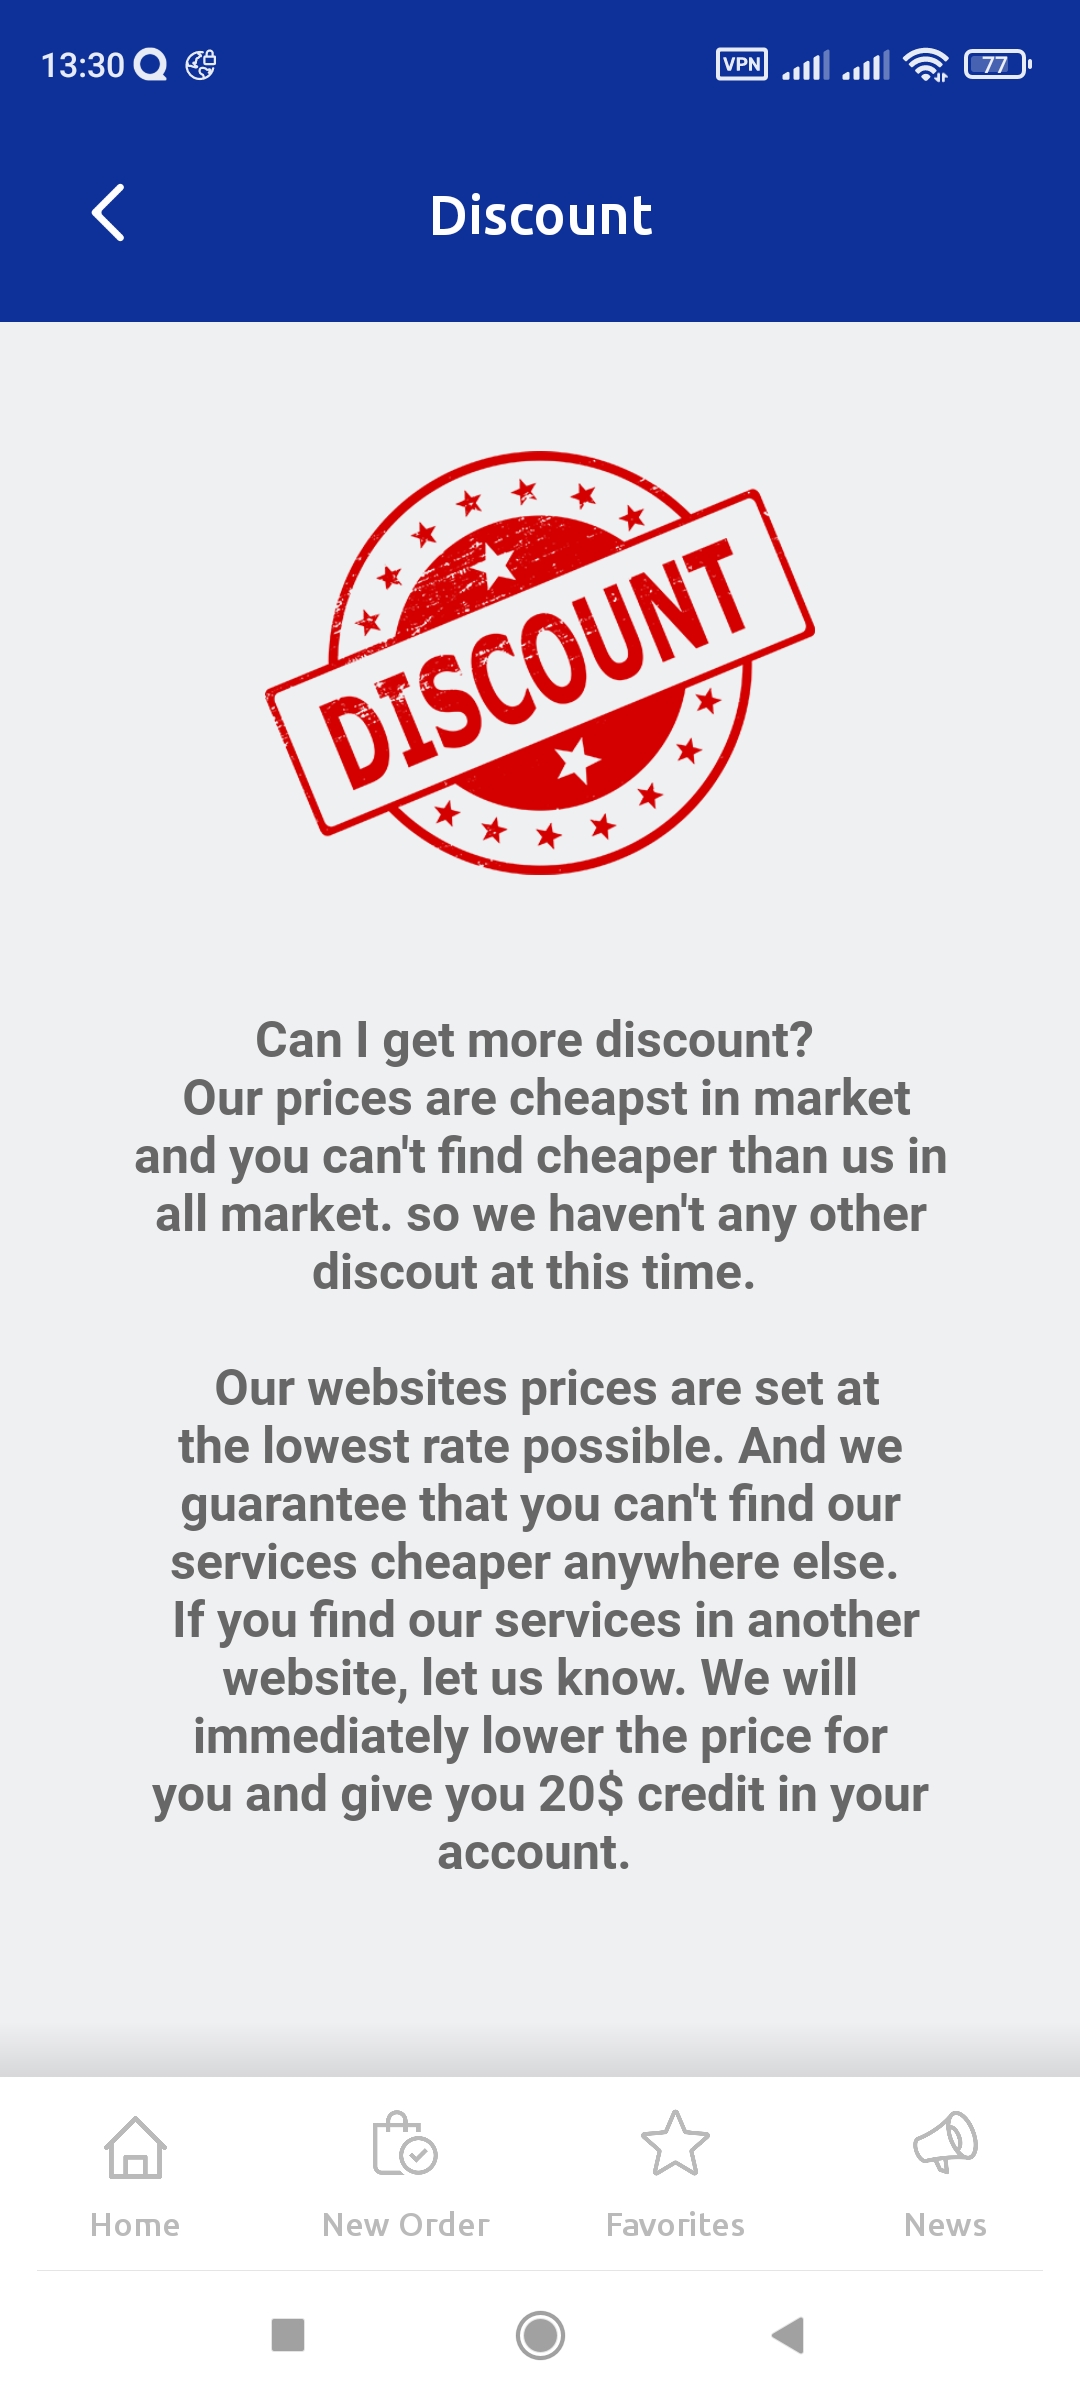 13:30
VPN
77
Discount
DISCOUNT
Can I get more discount?
Our prices are cheapst in market
and you can't find cheaper than us in
all market. so we haven't any other
discout at this time.
Our websites prices are set at
the lowest rate possible. And we
guarantee that you can't find our
services cheaper anywhere else.
If you find our services in another
website, let us know. We will
immediately lower the price for
you and give you 20$ credit in your
account.
Home
New Order
Favorites
News